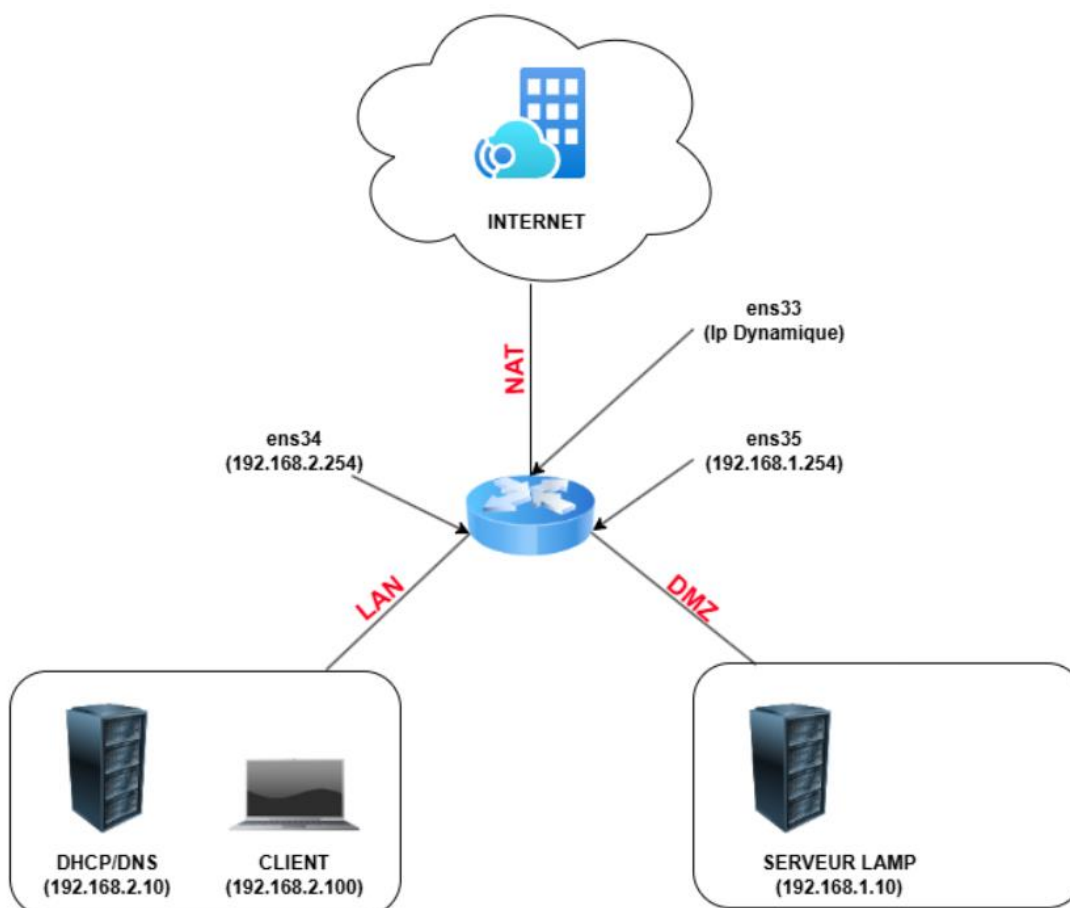 INTERNET
ens33
(Ip Dynamique)
NAT
ens34
(192.168.2.254)
ens35
(192.168.1.254)
LAN
DMZ
DHCP/DNS
(192.168.2.10)
CLIENT
(192.168.2.100)
SERVEUR LAMP
(192.168.1.10)